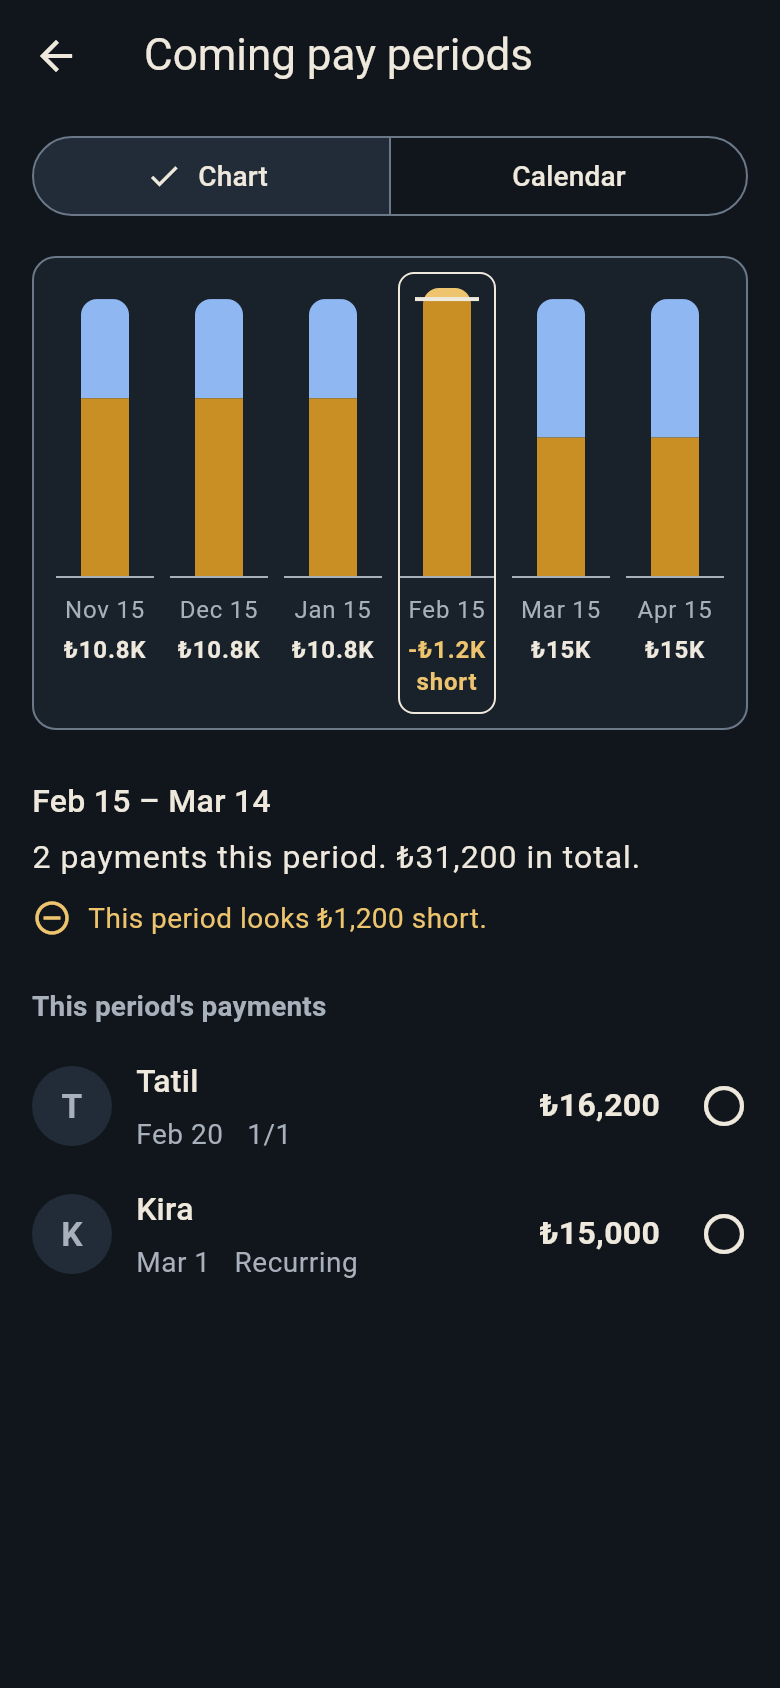 Coming pay periods
Chart
Calendar
Nov 15
₺10.8K
Dec 15
₺10.8K
Jan 15
₺10.8K
Feb 15
-₺1.2K
short
Mar 15
₺15K
Apr 15
₺15K
Feb 15 – Mar 14
2 payments this period. ₺31,200 in total.
This period looks ₺1,200 short.
This period's payments
T
Tatil
Feb 20 1/1
₺16,200
K
Kira
Mar 1 Recurring
₺15,000